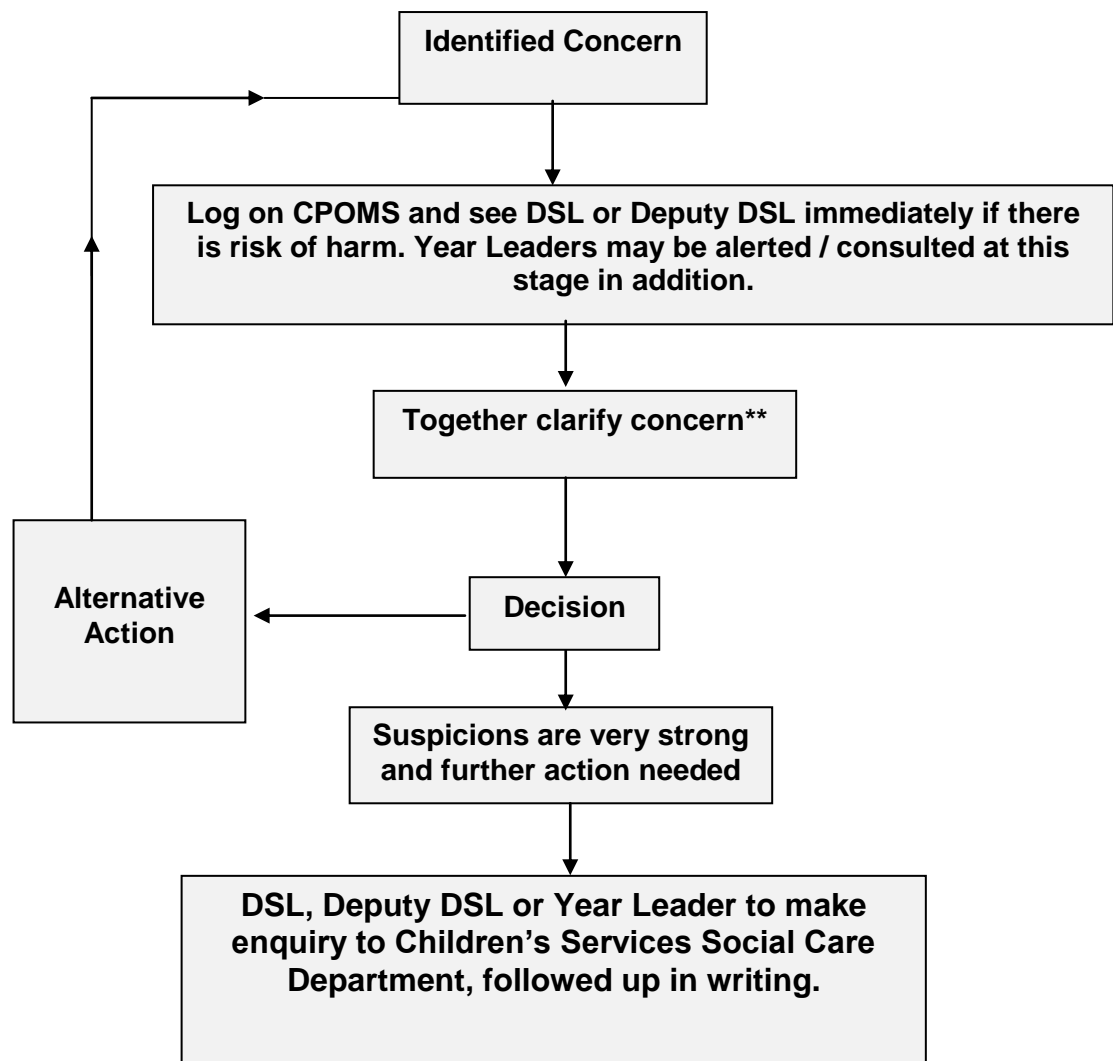 Identified Concern
Log on CPOMS and see DSL or Deputy DSL immediately if there
is risk of harm. Year Leaders may be alerted / consulted at this
stage in addition.
Together clarify concern**
Alternative
Action
Decision
Suspicions are very strong
and further action needed
DSL, Deputy DSL or Year Leader to make
enquiry to Children’s Services Social Care
Department, followed up in writing.